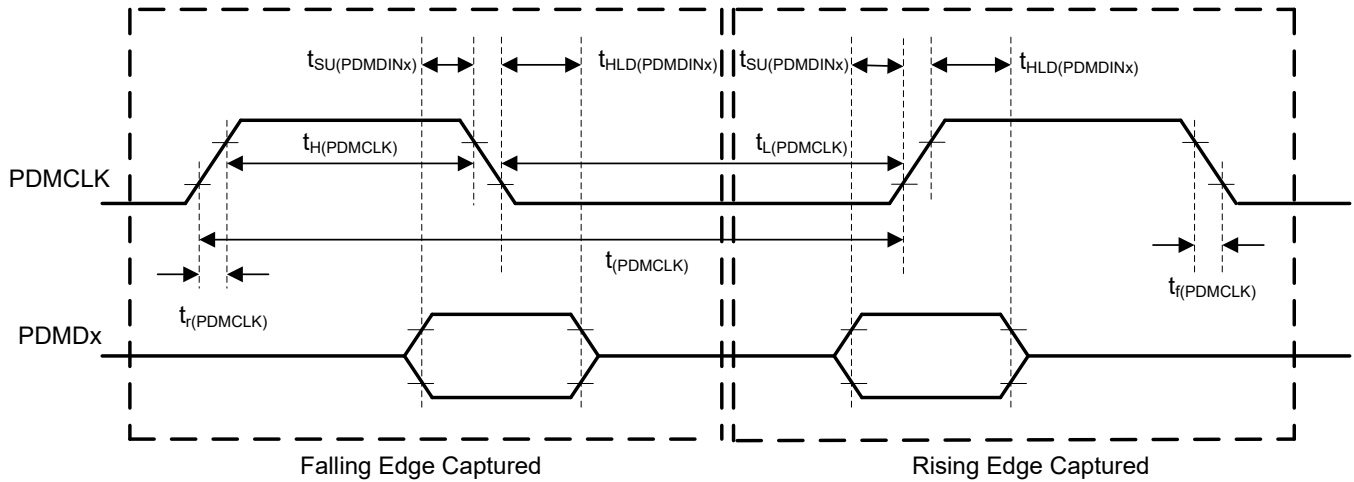 tSU(PDMDINx)
tHLD(PDMDINx)
tSU(PDMDINx)
tHLD(PDMDINx)
tH(PDMCLK)
tL(PDMCLK)
PDMCLK
t(PDMCLK)
tr(PDMCLK)
tf(PDMCLK)
PDMDx
Falling Edge Captured
Rising Edge Captured